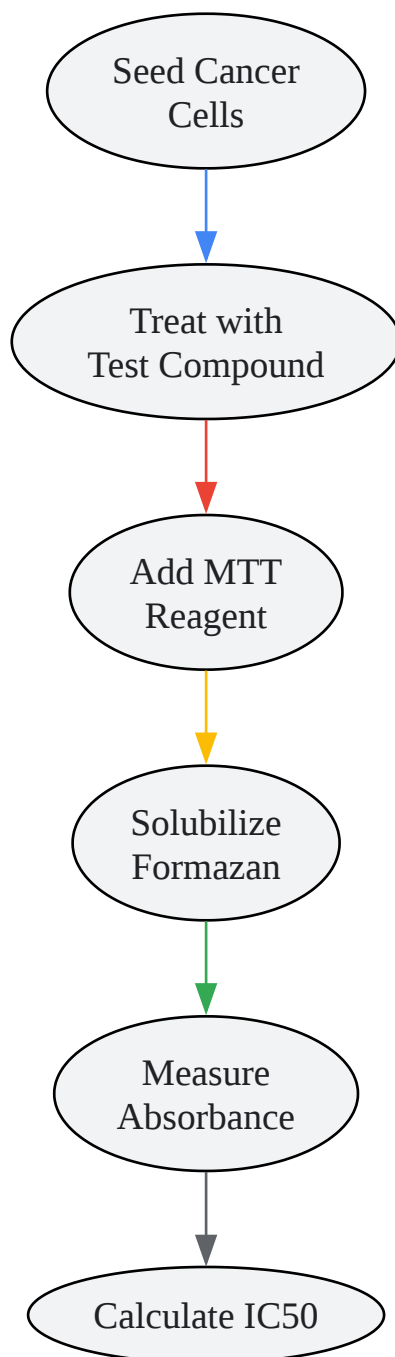 Seed Cancer
Cells
Treat with
Test Compound
Add MTT
Reagent
Solubilize
Formazan
Measure
Absorbance
Calculate IC50